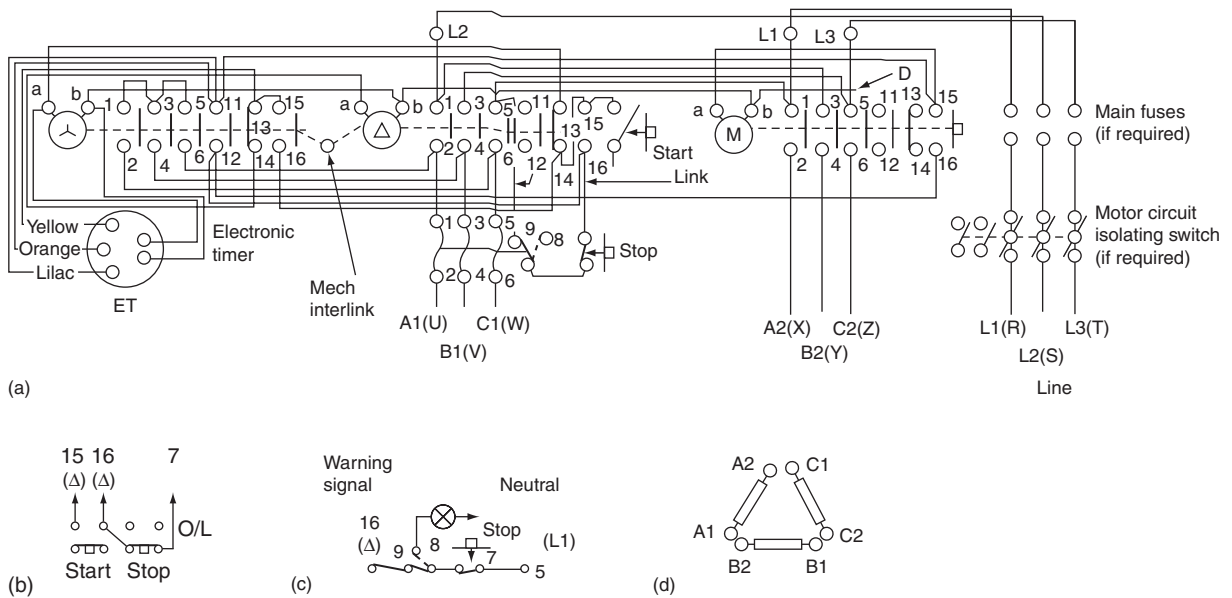 L2 L1 L3
D
a b 1 3 5 11 13 15 a b 1 3 5 11 13 15 a b 1 3 5 11 13 15
M
Main fuses
(if required)
2 4 6 12 14 16 2 4 6 12 14 16 2 4 6 12 14 16
Start
Link
Yellow
Orange
Lilac
ET
Electronic
timer
Mech
interlink
1 3 5 9 8
Stop
2 4 6
Motor circuit
isolating switch
(if required)
A1(U) C1(W)
B1(V)
A2(X) C2(Z)
B2(Y)
L1(R) L3(T)
L2(S)
Line
(a)
15 16 7
(Δ) (Δ)
O/L
Start Stop
(b)
Warning
signal
Neutral
16
(Δ)
9 8 Stop 7 (L1)
5
(c)
A2 C1
A1 C2
B2 B1
(d)